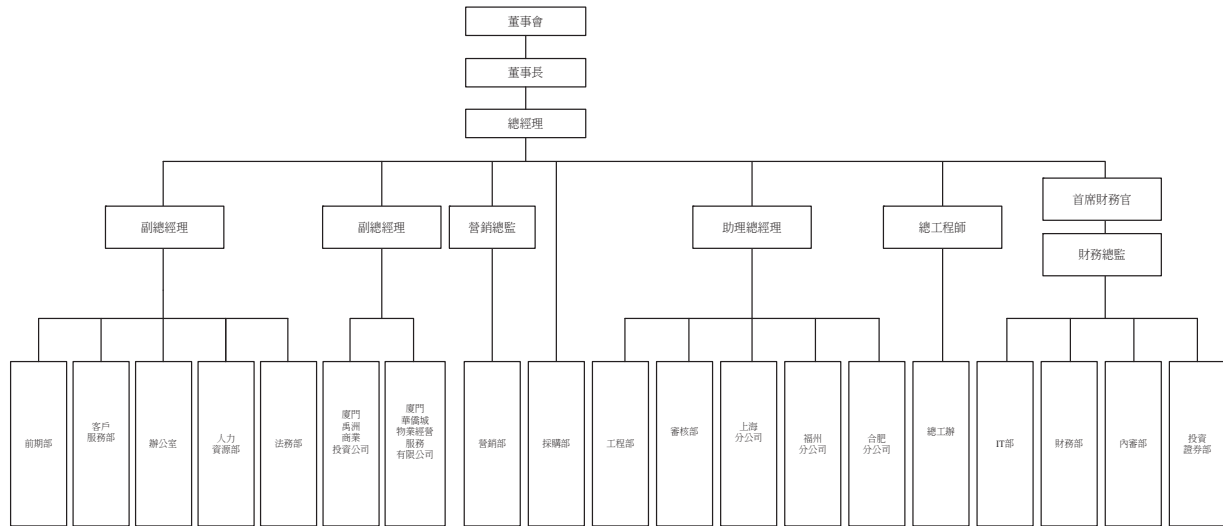 董事會
董事長
總經理
副總經理
副總經理
營銷總監
助理總經理
總工程師
首席財務官
財務總監
前期部
客戶
服務部
辦公室
人力
資源部
法務部
廈門
禹洲
商業
投資公司
廈門
華僑城
物業經營
服務
有限公司
營銷部
採購部
工程部
審核部
上海
分公司
福州
分公司
合肥
分公司
總工辦
IT部
財務部
內審部
投資
證券部